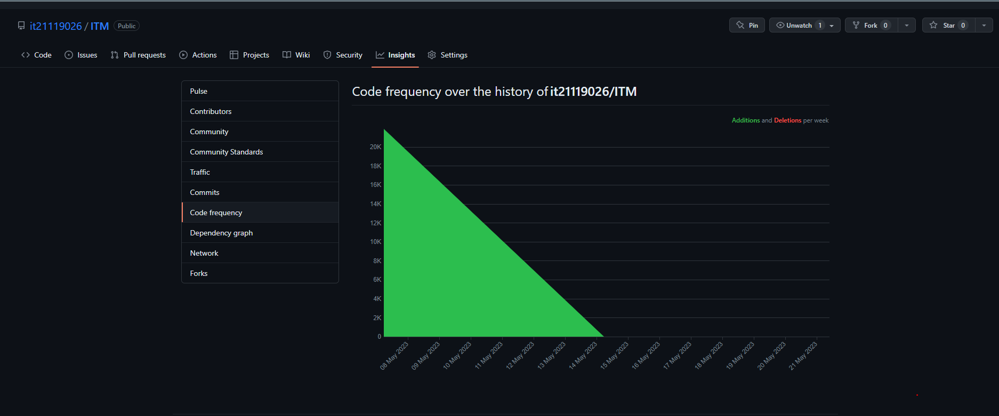 it21119026 / ITM Public
Pin Unwatch 1 Fork 0 Star 0
Code Issues Pull requests Actions Projects Wiki Security Insights Settings
Pulse
Contributors
Community
Community Standards
Traffic
Commits
Code frequency
Dependency graph
Network
Forks
Code frequency over the history of it21119026/ITM
Additions and Deletions per week
20K
18K
16K
14K
12K
10K
8K
6K
4K
2K
0
08 May 2023
09 May 2023
10 May 2023
11 May 2023
12 May 2023
13 May 2023
14 May 2023
15 May 2023
16 May 2023
17 May 2023
18 May 2023
19 May 2023
20 May 2023
21 May 2023